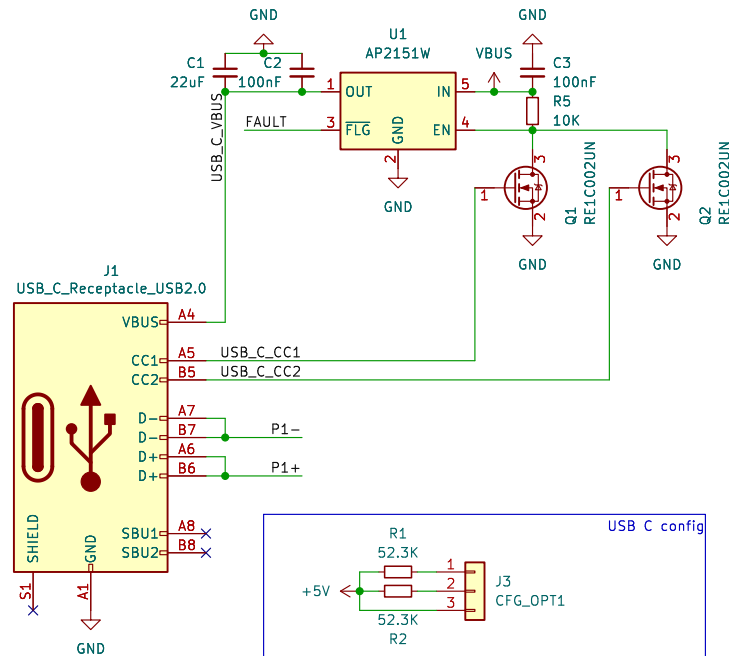 GND
GND
U1
AP2151W
VBUS
C1
22uF
C2
100nF
C3
100nF
1
OUT
IN
5
R5
10K
FAULT
3
FLG
GND
EN
4
2
GND
USB_C_VBUS
3
1
2
Q1
RE1C002UN
GND
3
1
2
Q2
RE1C002UN
GND
J1
USB_C_Receptacle_USB2.0
VBUS
A4
CC1
A5
USB_C_CC1
CC2
B5
USB_C_CC2
D-
A7
D-
B7
P1-
D+
A6
D+
B6
P1+
SBU1
A8
SBU2
B8
SHIELD
GND
S1
A1
GND
USB C config
R1
52.3K
+5V
1
2
3
J3
CFG_OPT1
52.3K
R2